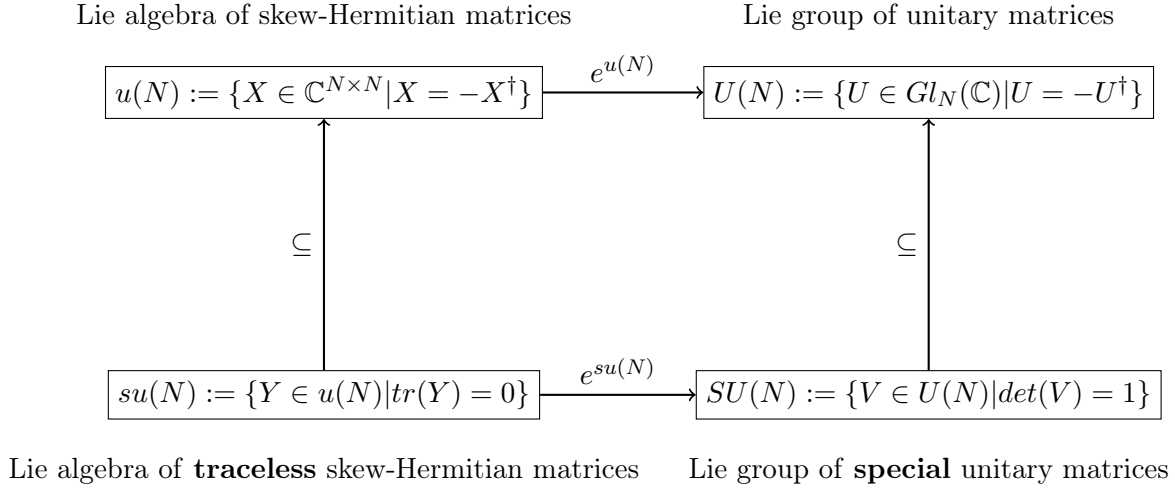 Lie algebra of skew-Hermitian matrices
Lie group of unitary matrices
u(N) := {X ∈ ℂ^{N×N}|X = −X^†}
e^{u(N)}
U(N) := {U ∈ Gl_N(ℂ)|U = −U^†}
⊆
⊆
su(N) := {Y ∈ u(N)|tr(Y) = 0}
e^{su(N)}
SU(N) := {V ∈ U(N)|det(V) = 1}
Lie algebra of traceless skew-Hermitian matrices
Lie group of special unitary matrices